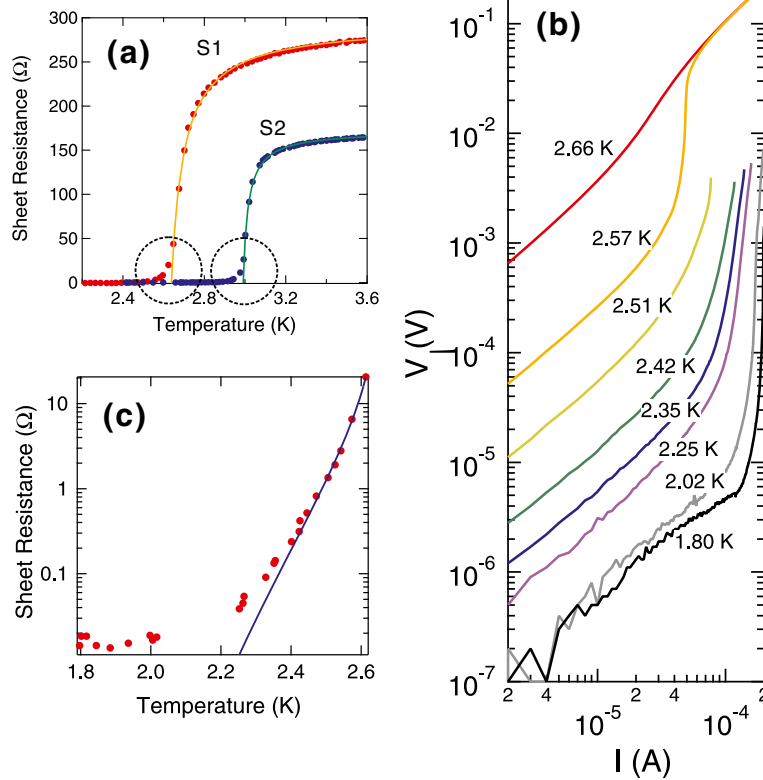 (a)
S1
S2
300
250
200
150
100
50
0
Sheet Resistance (Ω)
2.4 2.8 3.2 3.6
Temperature (K)
(c)
10
1
0.1
Sheet Resistance (Ω)
1.8 2.0 2.2 2.4 2.6
Temperature (K)
(b)
10⁻¹
10⁻²
10⁻³
10⁻⁴
10⁻⁵
10⁻⁶
10⁻⁷
V⊥ (V)
2.66 K
2.57 K
2.51 K
2.42 K
2.35 K
2.25 K
2.02 K
1.80 K
2 4 10⁻⁵ 2 4 10⁻⁴ 2
I (A)